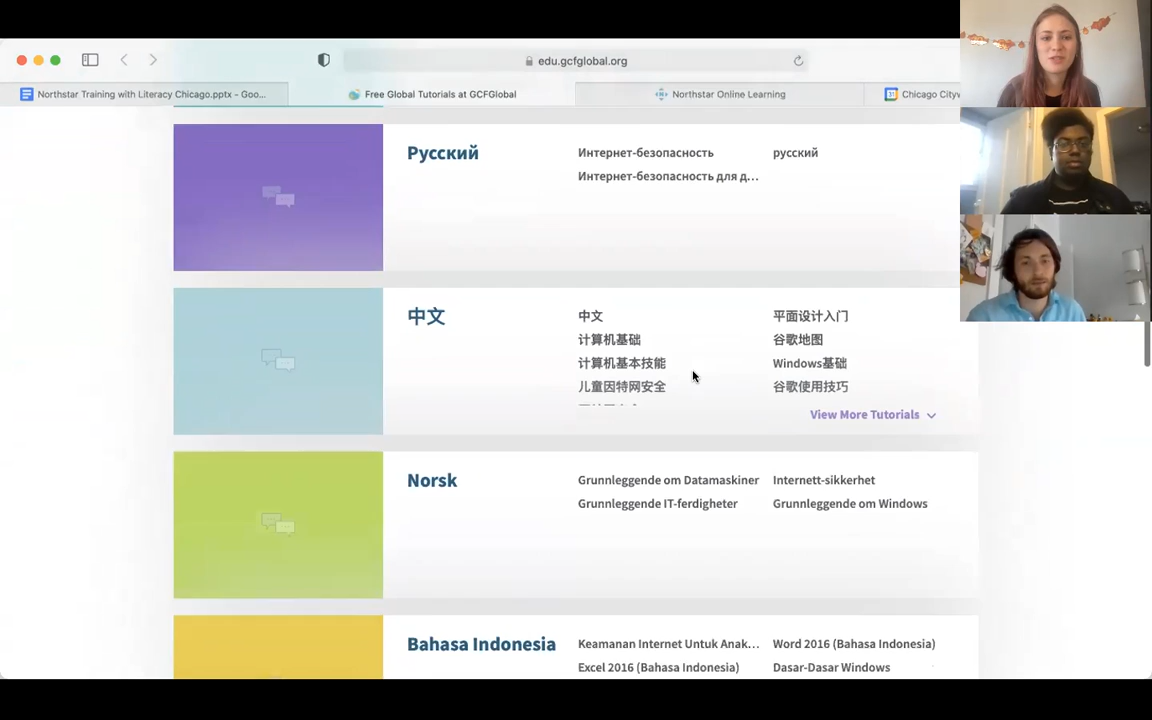 edu.gcfglobal.org
Northstar Training with Literacy Chicago.pptx - Goo...
Free Global Tutorials at GCFGlobal
Northstar Online Learning
31
Chicago Cityw
Русский
Интернет-безопасность
русский
Интернет-безопасность для д...
中文
中文
平面设计入门
计算机基础
谷歌地图
计算机基本技能
Windows基础
儿童因特网安全
谷歌使用技巧
View More Tutorials
Norsk
Grunnleggende om Datamaskiner
Internett-sikkerhet
Grunnleggende IT-ferdigheter
Grunnleggende om Windows
Bahasa Indonesia
Keamanan Internet Untuk Anak...
Word 2016 (Bahasa Indonesia)
Excel 2016 (Bahasa Indonesia)
Dasar-Dasar Windows